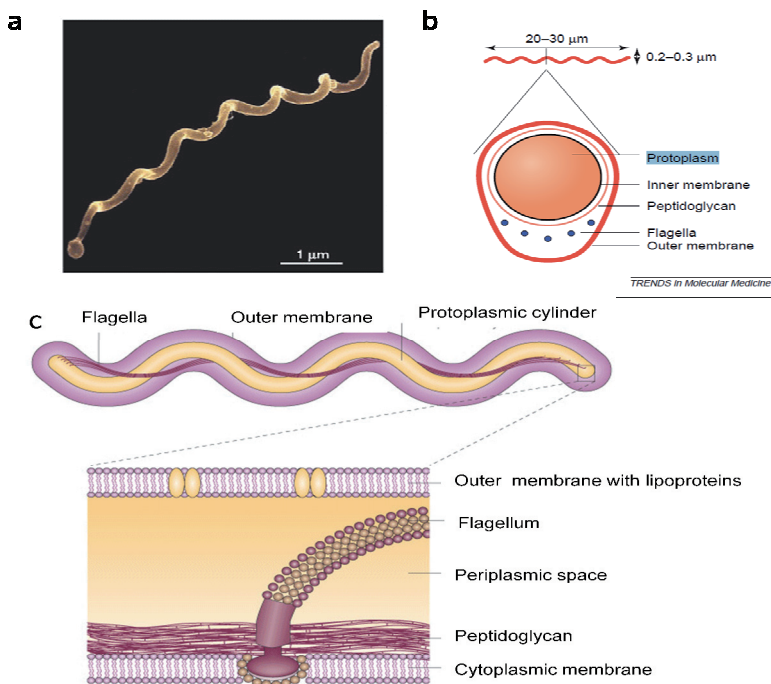 a
1 μm
b
20–30 μm
0.2–0.3 μm
Protoplasm
Inner membrane
Peptidoglycan
Flagella
Outer membrane
TRENDS in Molecular Medicine
c
Flagella
Outer membrane
Protoplasmic cylinder
Outer membrane with lipoproteins
Flagellum
Periplasmic space
Peptidoglycan
Cytoplasmic membrane